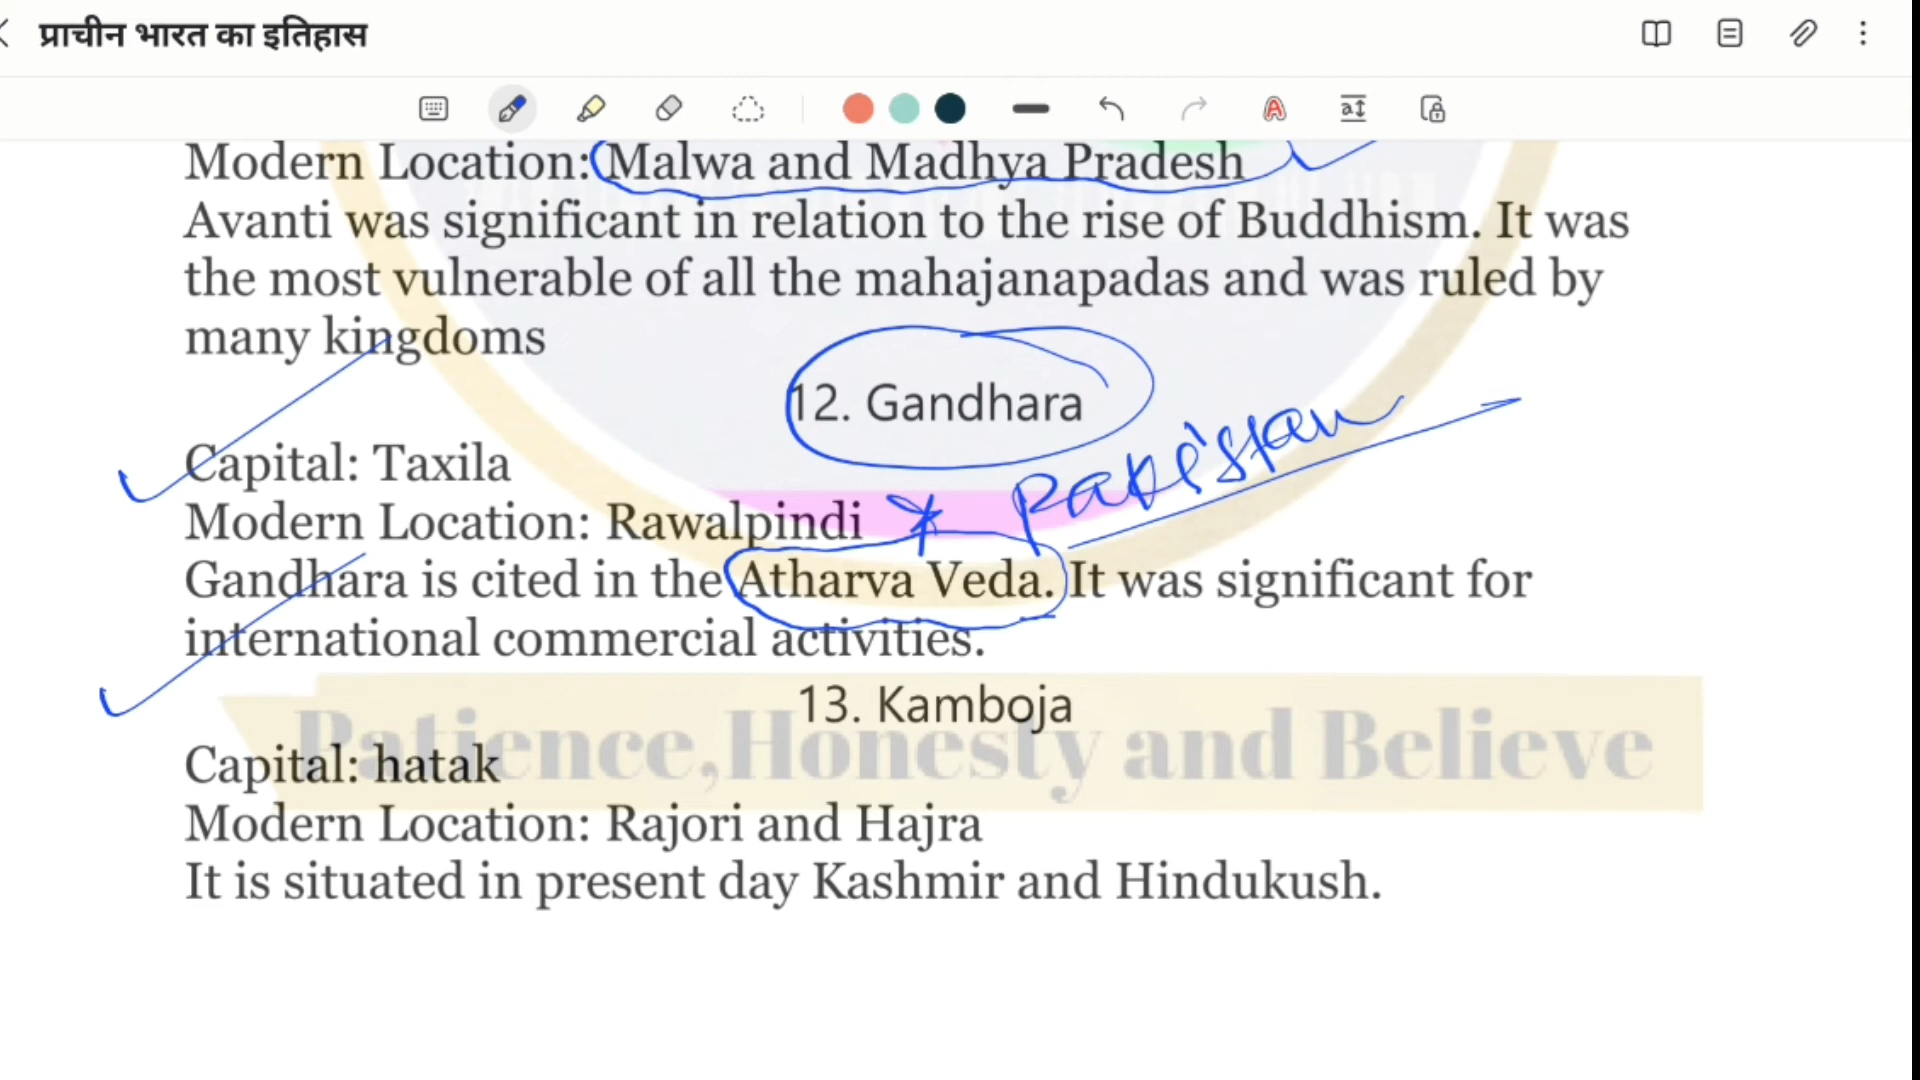 प्राचीन भारत का इतिहास
Modern Location: Malwa and Madhya Pradesh
Avanti was significant in relation to the rise of Buddhism. It was
the most vulnerable of all the mahajanapadas and was ruled by
many kingdoms
12. Gandhara
Capital: Taxila
Modern Location: Rawalpindi * Pakistan
Gandhara is cited in the Atharva Veda. It was significant for
international commercial activities.
13. Kamboja
Patience,Honesty and Believe
Capital: hatak
Modern Location: Rajori and Hajra
It is situated in present day Kashmir and Hindukush.